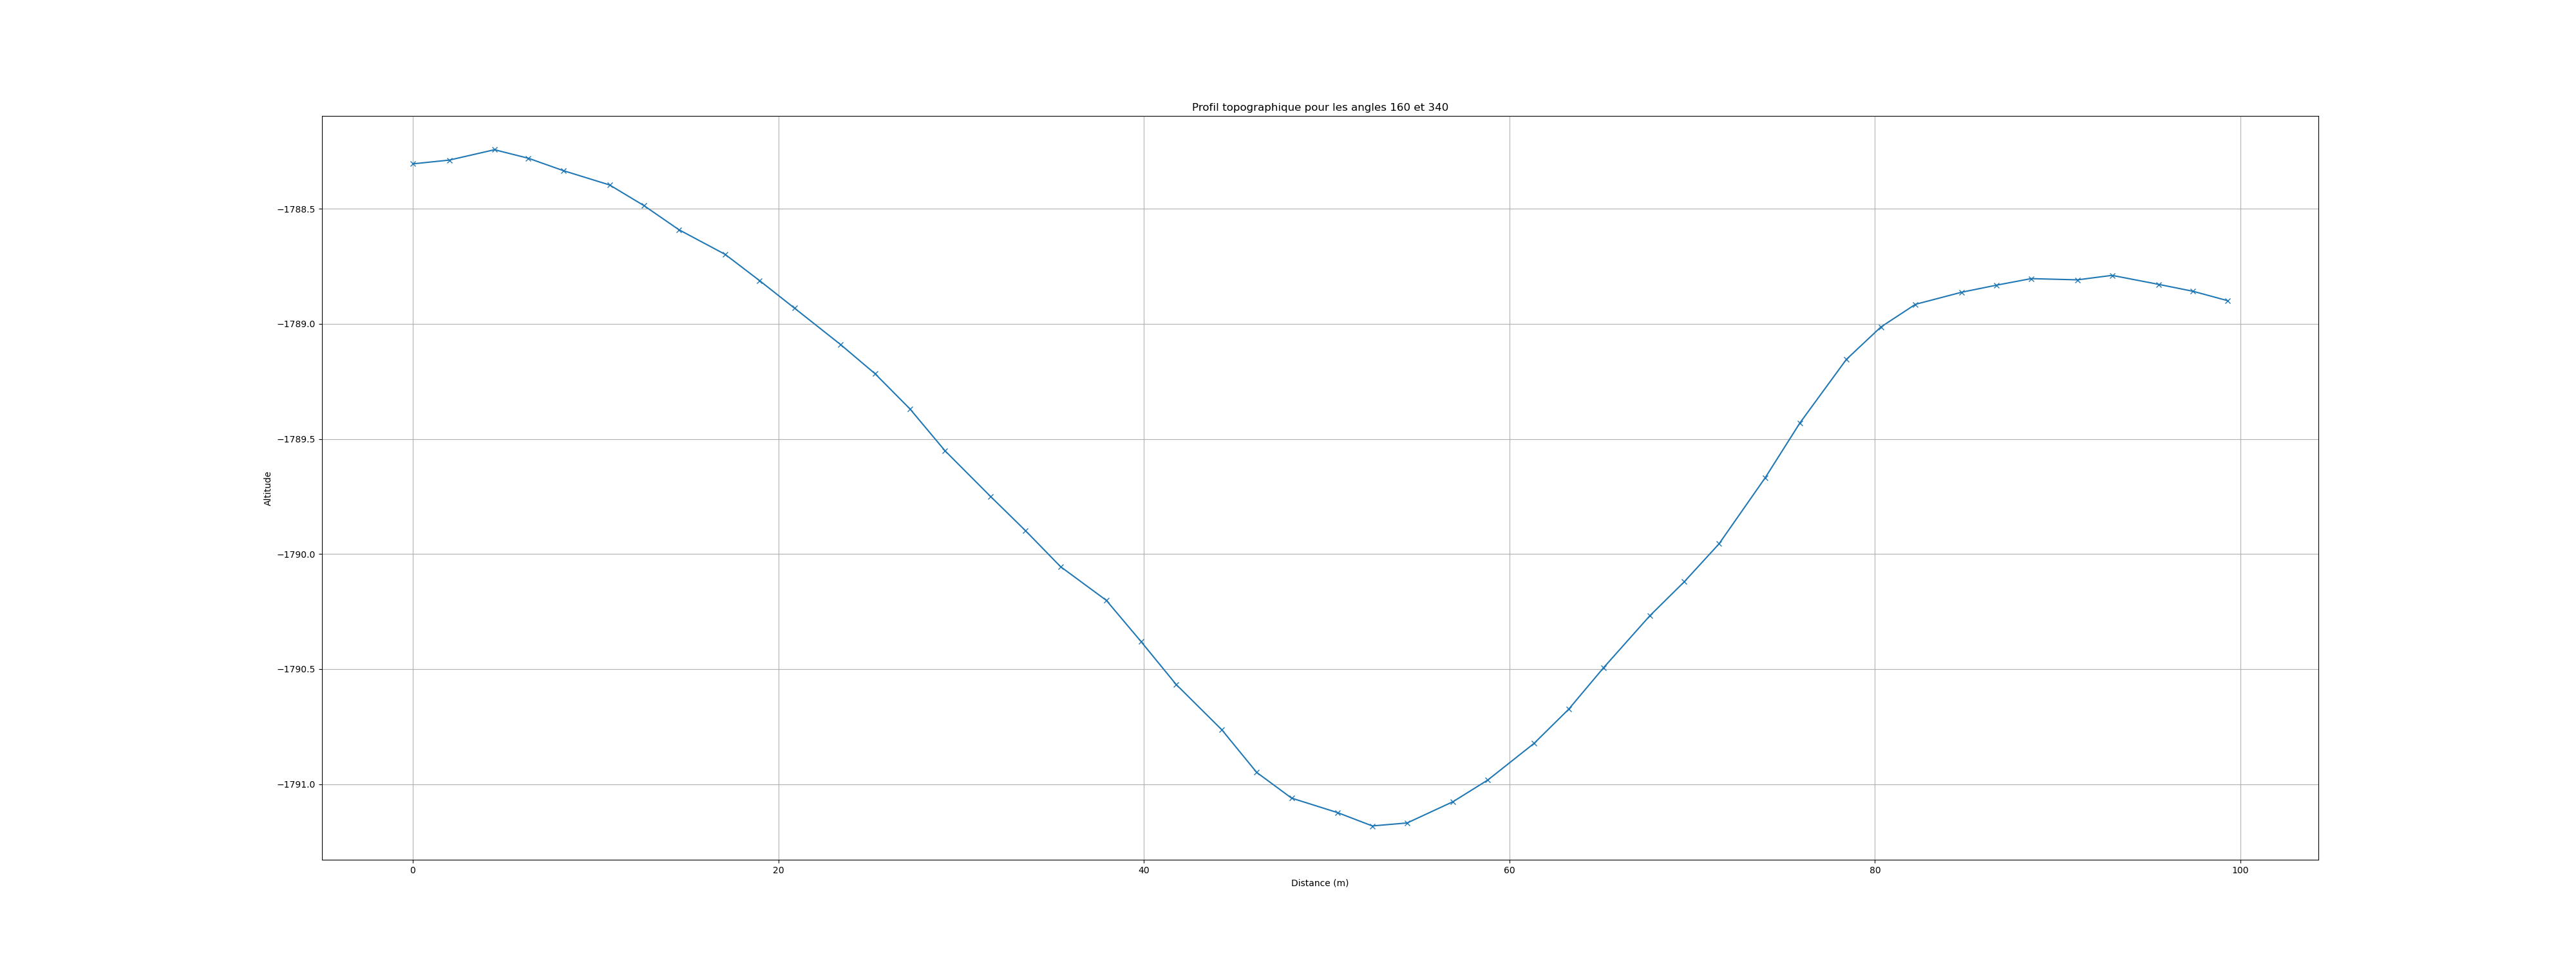 Profil topographique pour les angles 160 et 340
−1788.5
−1789.0
−1789.5
−1790.0
−1790.5
−1791.0
Altitude
0 20 40 60 80 100
Distance (m)